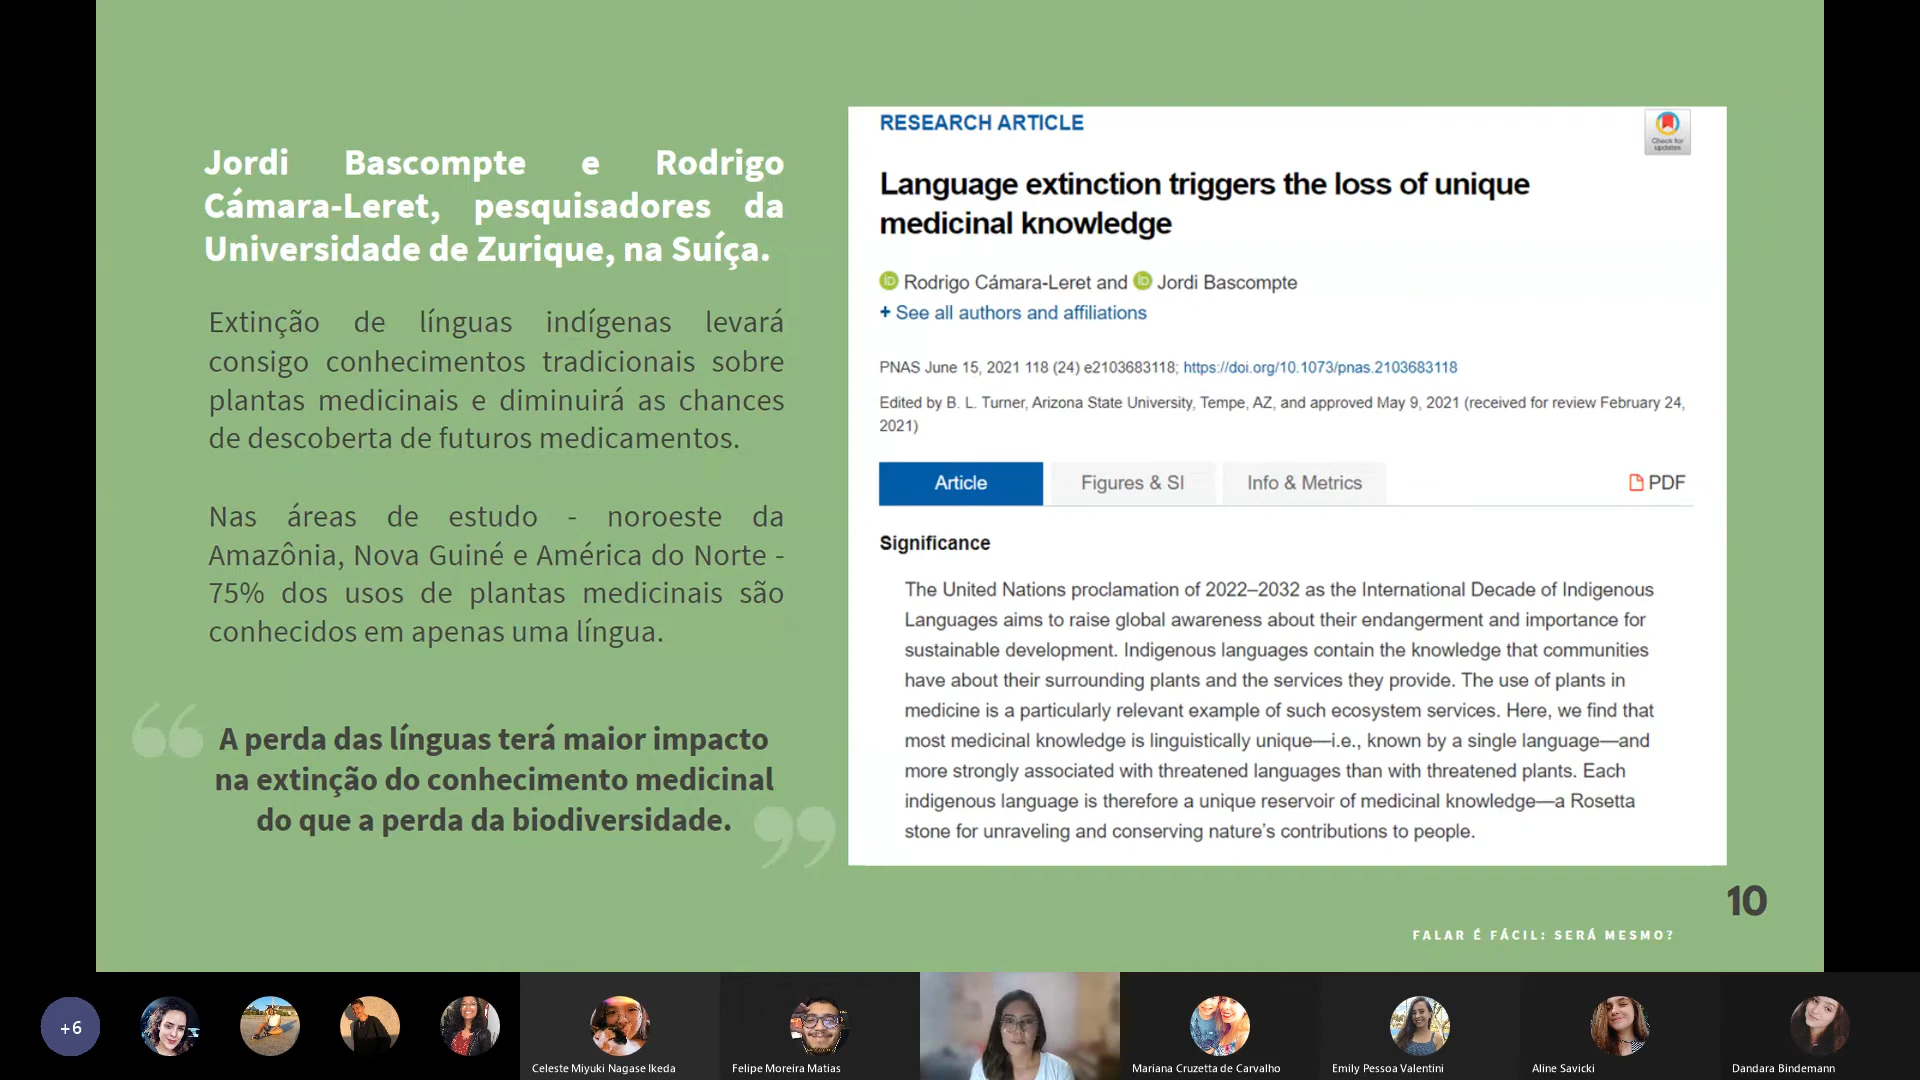 Jordi Bascompte e Rodrigo
Cámara-Leret, pesquisadores da
Universidade de Zurique, na Suíça.
Extinção de línguas indígenas levará
consigo conhecimentos tradicionais sobre
plantas medicinais e diminuirá as chances
de descoberta de futuros medicamentos.
Nas áreas de estudo - noroeste da
Amazônia, Nova Guiné e América do Norte -
75% dos usos de plantas medicinais são
conhecidos em apenas uma língua.
“
A perda das línguas terá maior impacto
na extinção do conhecimento medicinal
do que a perda da biodiversidade.
”
RESEARCH ARTICLE
Check for
updates
Language extinction triggers the loss of unique
medicinal knowledge
iD Rodrigo Cámara-Leret and iD Jordi Bascompte
+ See all authors and affiliations
PNAS June 15, 2021 118 (24) e2103683118; https://doi.org/10.1073/pnas.2103683118
Edited by B. L. Turner, Arizona State University, Tempe, AZ, and approved May 9, 2021 (received for review February 24,
2021)
Article
Figures & SI
Info & Metrics
PDF
Significance
The United Nations proclamation of 2022–2032 as the International Decade of Indigenous
Languages aims to raise global awareness about their endangerment and importance for
sustainable development. Indigenous languages contain the knowledge that communities
have about their surrounding plants and the services they provide. The use of plants in
medicine is a particularly relevant example of such ecosystem services. Here, we find that
most medicinal knowledge is linguistically unique—i.e., known by a single language—and
more strongly associated with threatened languages than with threatened plants. Each
indigenous language is therefore a unique reservoir of medicinal knowledge—a Rosetta
stone for unraveling and conserving nature’s contributions to people.
10
FALAR É FÁCIL: SERÁ MESMO?
+6
Celeste Miyuki Nagase Ikeda
Felipe Moreira Matias
Mariana Cruzetta de Carvalho
Emily Pessoa Valentini
Aline Savicki
Dandara Bindemann